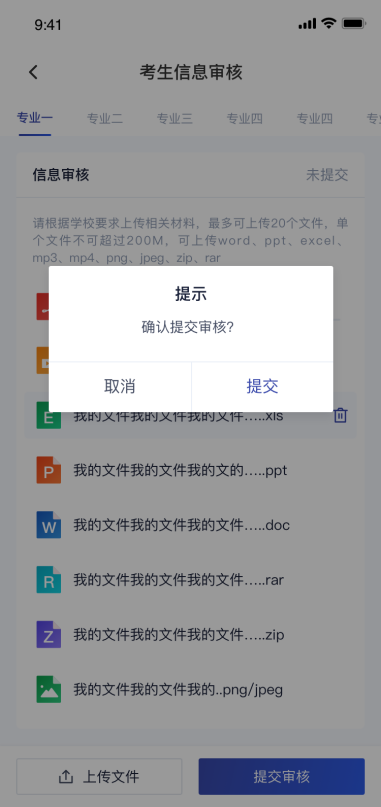 9:41
考生信息审核
专业一 专业二 专业三 专业四 专业四
信息审核 未提交
请根据学校要求上传相关材料，最多可上传20个文件，单
个文件不可超过200M，可上传word、ppt、excel、
mp3、mp4、png、jpeg、zip、rar
提示
确认提交审核?
取消 提交
E 我的文件我的文件我的文件…..xls
P 我的文件我的文件我的文的…..ppt
W 我的文件我的文件我的文件…..doc
R 我的文件我的文件我的文件…..rar
Z 我的文件我的文件我的文件…..zip
我的文件我的文件我的..png/jpeg
上传文件 提交审核